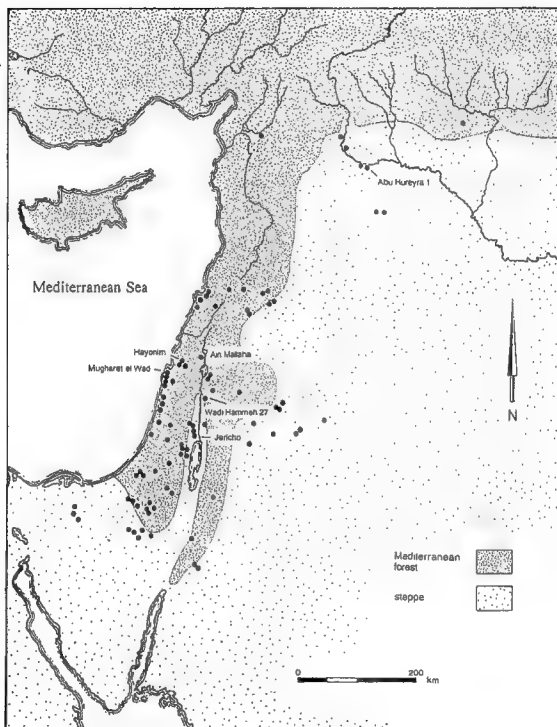 Abu Hureyra 1
Mediterranean Sea
Hayonim
Ain Mallaha
Mugharet el Wad
Wadi Hammeh 27
Jericho
N
Mediterranean
forest
steppe
0
200
km